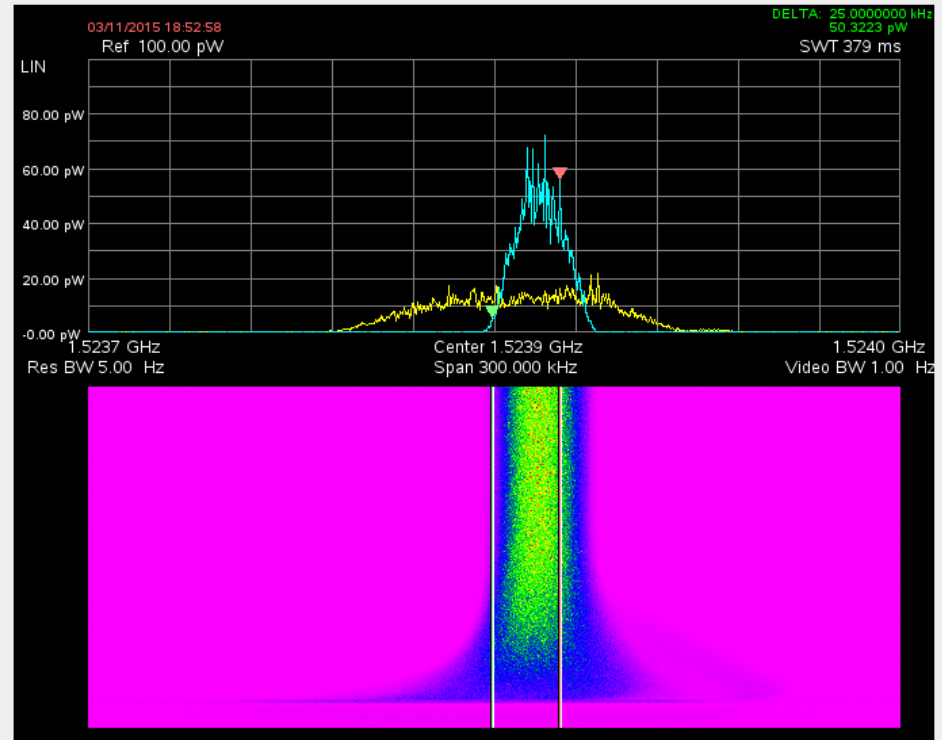 DELTA: 25.0000000 kHz
50.3223 pW
03/11/2015 18:52:58
Ref 100.00 pW
SWT 379 ms
LIN
80.00 pW
60.00 pW
40.00 pW
20.00 pW
-0.00 pW
1.5237 GHz
Center 1.5239 GHz
1.5240 GHz
Res BW 5.00 Hz
Span 300.000 kHz
Video BW 1.00 Hz